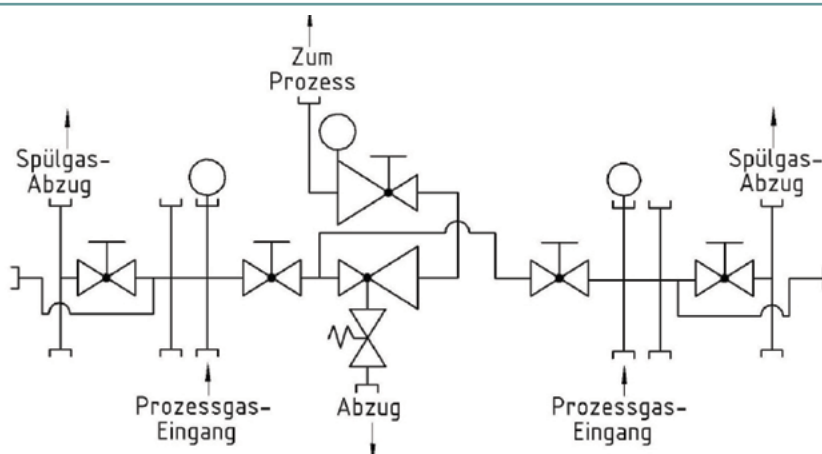 Zum
Prozess
Spülgas-
Abzug
Spülgas-
Abzug
Prozessgas-
Eingang
Abzug
Prozessgas-
Eingang